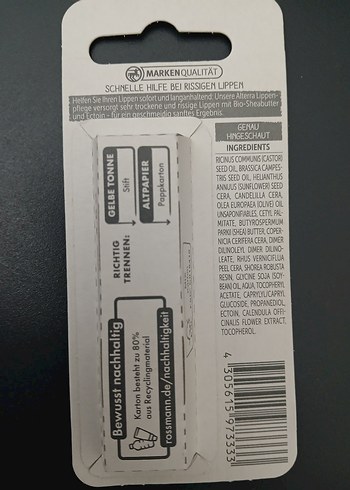 MARKENQUALITÄT
SCHNELLE HILFE BEI RISSIGEN LIPPEN
Helfen Sie Ihren Lippen sofort und langanhaltend: Unsere Alterra Lippen-
pflege versorgt sehr trockene und rissige Lippen mit Bio-Sheabutter
und Ectoin - für ein geschmeidig sanftes Ergebnis.
GENAU
HINGESCHAUT
INGREDIENTS
RICINUS COMMUNIS (CASTOR)
SEED OIL, BRASSICA CAMPES-
TRIS SEED OIL, HELIANTHUS
ANNUUS (SUNFLOWER) SEED
CERA, CANDELILLA CERA,
OLEA EUROPAEA (OLIVE) OIL
UNSAPONIFIABLES, CETYL PAL-
MITATE, BUTYROSPERMUM
PARKII (SHEA) BUTTER, COPER-
NICIA CERIFERA CERA, DIMER
DILINOLEYL DIMER DILINO-
LEATE, RHUS VERNICIFLUA
PEEL CERA, SHOREA ROBUSTA
RESIN, GLYCINE SOJA (SOY-
BEAN) OIL, AQUA, TOCOPHERYL
ACETATE, CAPRYLYL/CAPRYL
GLUCOSIDE, PROPANEDIOL,
ECTOIN, CALENDULA OFFI-
CINALIS FLOWER EXTRACT,
TOCOPHEROL.
RICHTIG
TRENNEN:
GELBE TONNE
Stift
ALTPAPIER
Pappkarton
Bewusst nachhaltig
Karton besteht zu 80%
aus Recyclingmaterial
rossmann.de/nachhaltigkeit
4 305615 973333